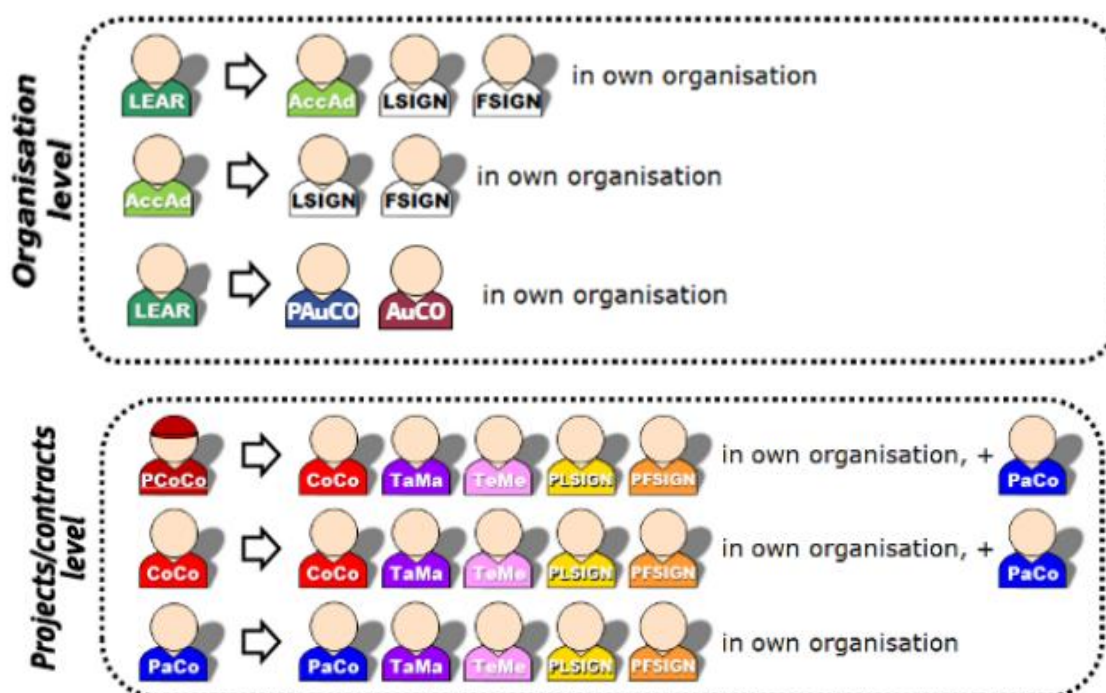 Organisation level
LEAR AccAd LSIGN FSIGN in own organisation
AccAd LSIGN FSIGN in own organisation
LEAR PAuCO AuCO in own organisation
Projects/contracts level
PCoCo CoCo TaMa TeMe PLSIGN PFSIGN in own organisation, + PaCo
CoCo CoCo TaMa TeMe PLSIGN PFSIGN in own organisation, + PaCo
PaCo PaCo TaMa TeMe PLSIGN PFSIGN in own organisation